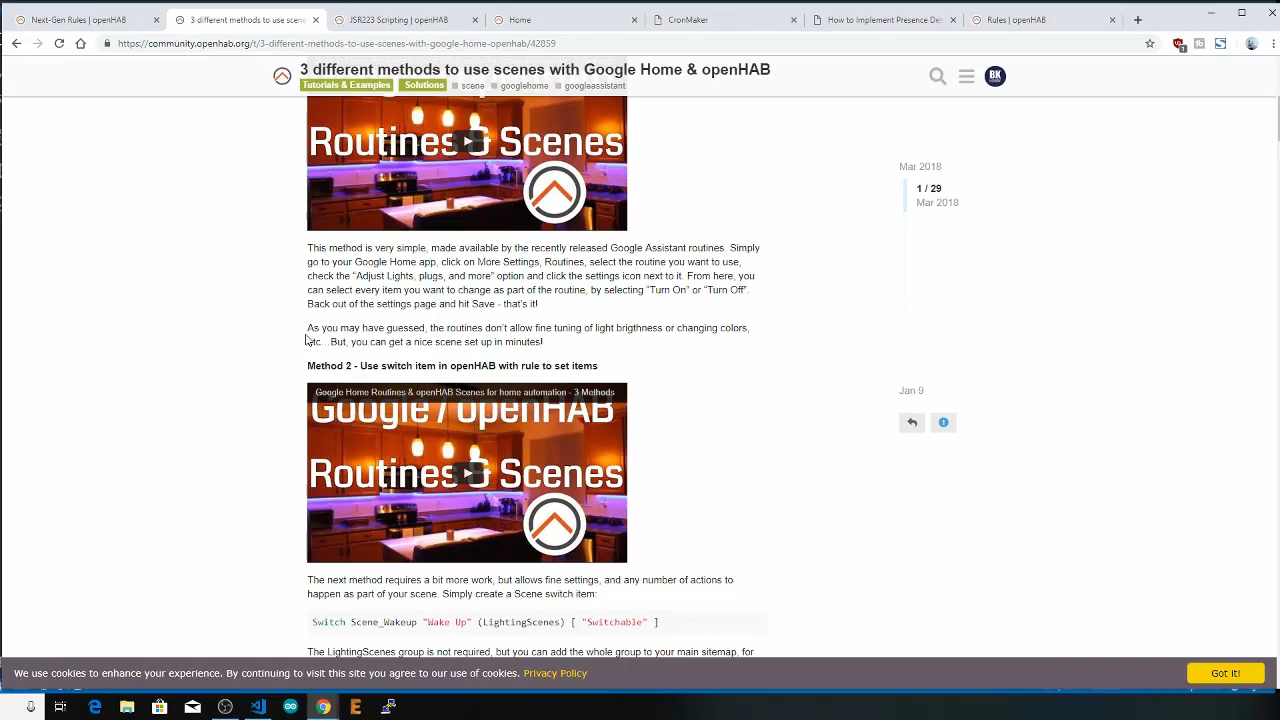 Next-Gen Rules | openHAB
3 different methods to use scene
JSR223 Scripting | openHAB
Home
CronMaker
How to Implement Presence Det
Rules | openHAB
https://community.openhab.org/t/3-different-methods-to-use-scenes-with-google-home-openhab/42859
3 different methods to use scenes with Google Home & openHAB
Tutorials & Examples Solutions scene googlehome googleassistant
BK
Routines & Scenes
Mar 2018
1 / 29
Mar 2018
Jan 9
This method is very simple, made available by the recently released Google Assistant routines. Simply
go to your Google Home app, click on More Settings, Routines, select the routine you want to use,
check the “Adjust Lights, plugs, and more” option and click the settings icon next to it. From here, you
can select every item you want to change as part of the routine, by selecting “Turn On” or “Turn Off”.
Back out of the settings page and hit Save - that’s it!
As you may have guessed, the routines don’t allow fine tuning of light brigthness or changing colors,
etc... But, you can get a nice scene set up in minutes!
Method 2 - Use switch item in openHAB with rule to set items
Google Home Routines & openHAB Scenes for home automation - 3 Methods
Google / openHAB
Routines & Scenes
The next method requires a bit more work, but allows fine settings, and any number of actions to
happen as part of your scene. Simply create a Scene switch item:
Switch Scene_Wakeup "Wake Up" (LightingScenes) [ "Switchable" ]
The LightingScenes group is not required, but you can add the whole group to your main sitemap, for
We use cookies to enhance your experience. By continuing to visit this site you agree to our use of cookies. Privacy Policy
Got it!